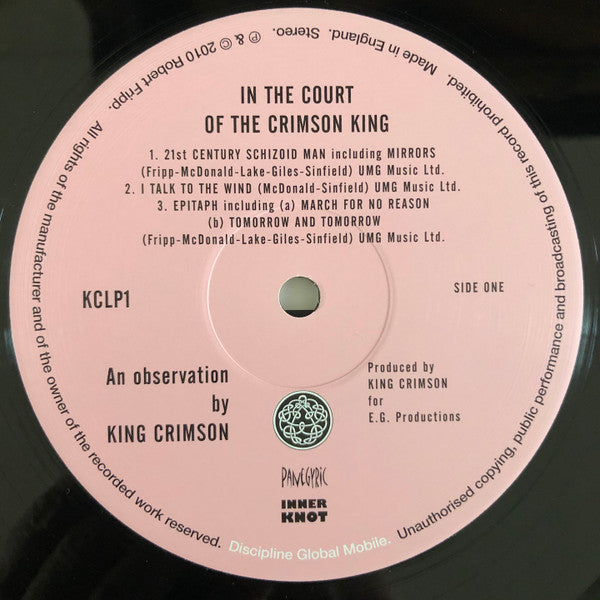 IN THE COURT
OF THE CRIMSON KING
1. 21st CENTURY SCHIZOID MAN including MIRRORS
(Fripp-McDonald-Lake-Giles-Sinfield) UMG Music Ltd.
2. I TALK TO THE WIND (McDonald-Sinfield) UMG Music Ltd.
3. EPITAPH including (a) MARCH FOR NO REASON
(b) TOMORROW AND TOMORROW
(Fripp-McDonald-Lake-Giles-Sinfield) UMG Music Ltd.
KCLP1
SIDE ONE
An observation
by
KING CRIMSON
Produced by
KING CRIMSON
for
E.G. Productions
PANEGYRIC
INNER
KNOT
All rights of the manufacturer and of the owner of the recorded work reserved. Discipline Global Mobile. Unauthorised copying, public performance and broadcasting of this record prohibited. Made in England. Stereo. ℗ & © 2010 Robert Fripp.